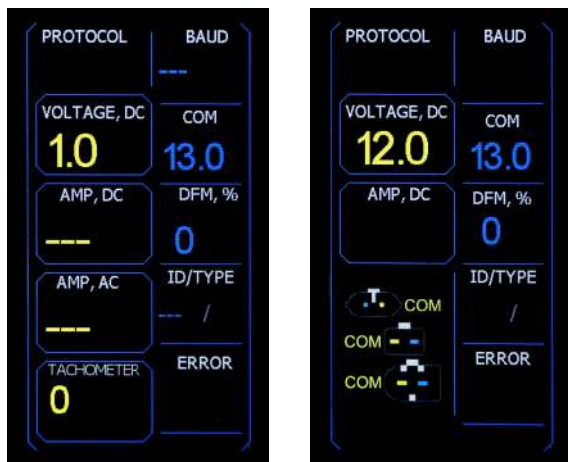 PROTOCOL BAUD
---
VOLTAGE, DC COM
1.0 13.0
AMP, DC DFM, %
--- 0
AMP, AC ID/TYPE
--- --- /
TACHOMETER ERROR
0
PROTOCOL BAUD
VOLTAGE, DC COM
12.0 13.0
AMP, DC DFM, %
0
ID/TYPE
/
COM
COM
ERROR
COM